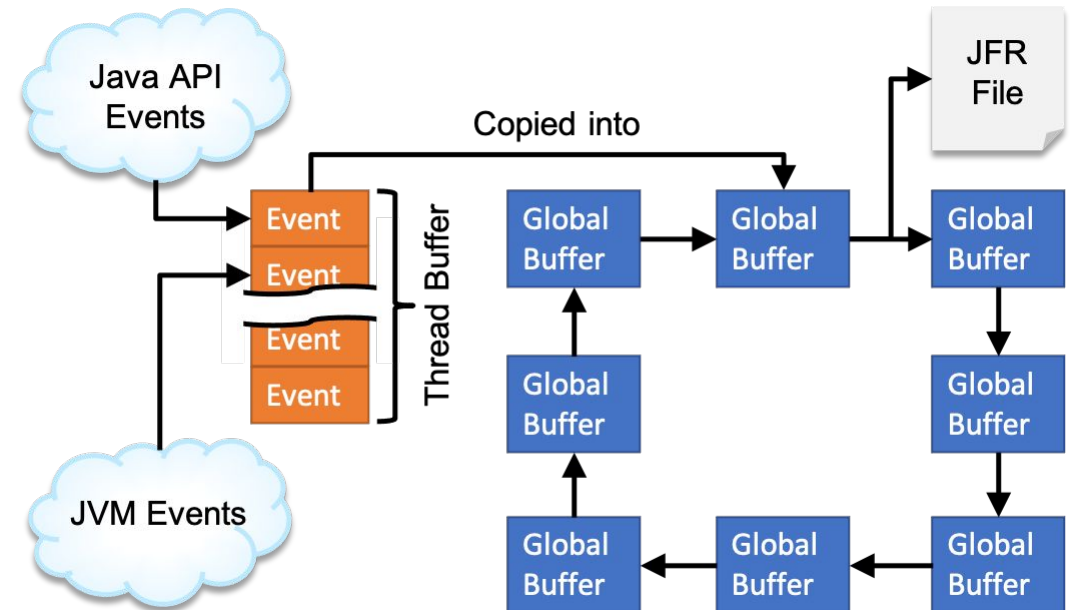 Java API
Events
JFR
File
Copied into
Event
Event
Event
Event
Thread Buffer
Global
Buffer
Global
Buffer
Global
Buffer
Global
Buffer
Global
Buffer
JVM Events
Global
Buffer
Global
Buffer
Global
Buffer